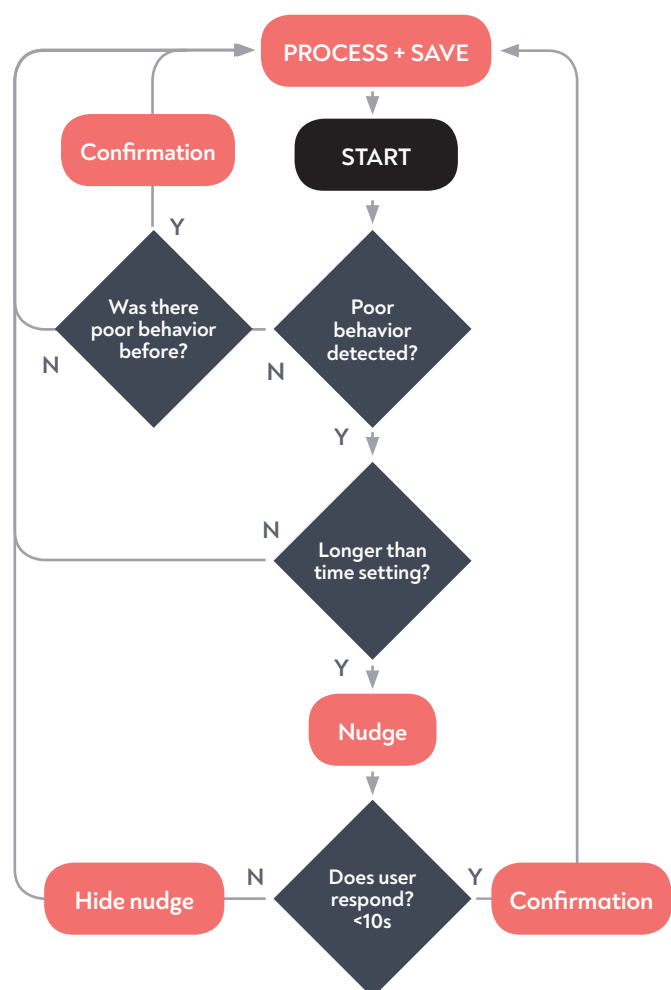 PROCESS + SAVE
Confirmation
START
Y
Was there
poor behavior
before?
Poor
behavior
detected?
N
N
Y
N
Longer than
time setting?
Y
Nudge
Hide nudge
N
Does user
respond?
<10s
Y
Confirmation